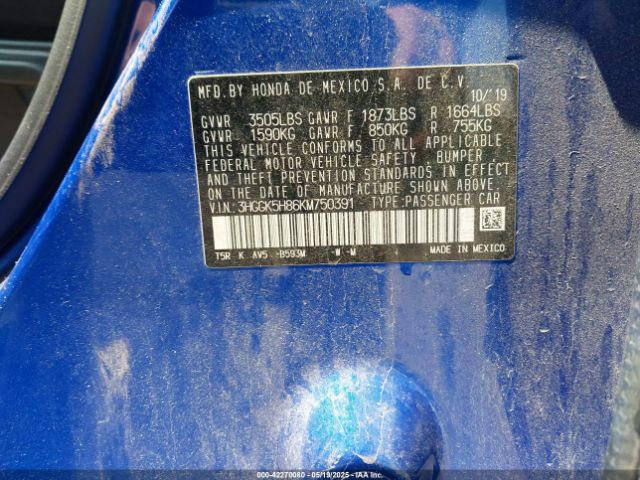 MFD.BY HONDA DE MEXICO S.A. DE C.V.
10/'19
GVWR 3505LBS GAWR F 1873LBS R 1664LBS
GVWR 1590KG GAWR F 850KG R 755KG
THIS VEHICLE CONFORMS TO ALL APPLICABLE
FEDERAL MOTOR VEHICLE SAFETY, BUMPER,
AND THEFT PREVENTION STANDARDS IN EFFECT
ON THE DATE OF MANUFACTURE SHOWN ABOVE.
V.I.N.: 3HGGK5H86KM750391 TYPE:PASSENGER CAR
T5R K AV5 -B593M -M -M MADE IN MEXICO
000-42270080 - 05/19/2025 - IAA Inc.